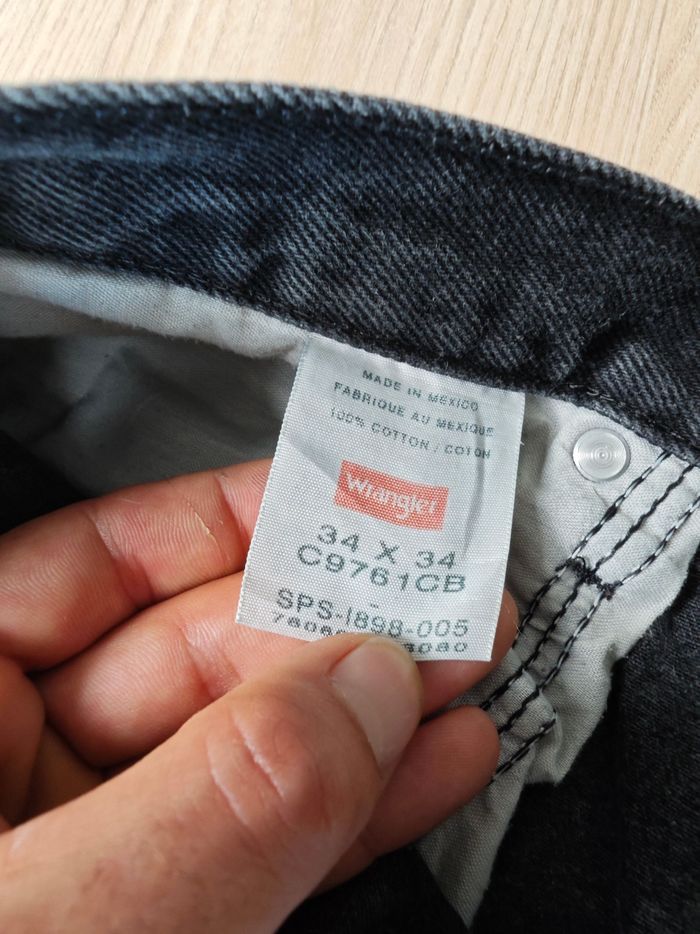 MADE IN MEXICO
FABRIQUE AU MEXIQUE
100% COTTON / COTON
Wrangler
34 X 34
C9761CB
-
SPS-1898-005